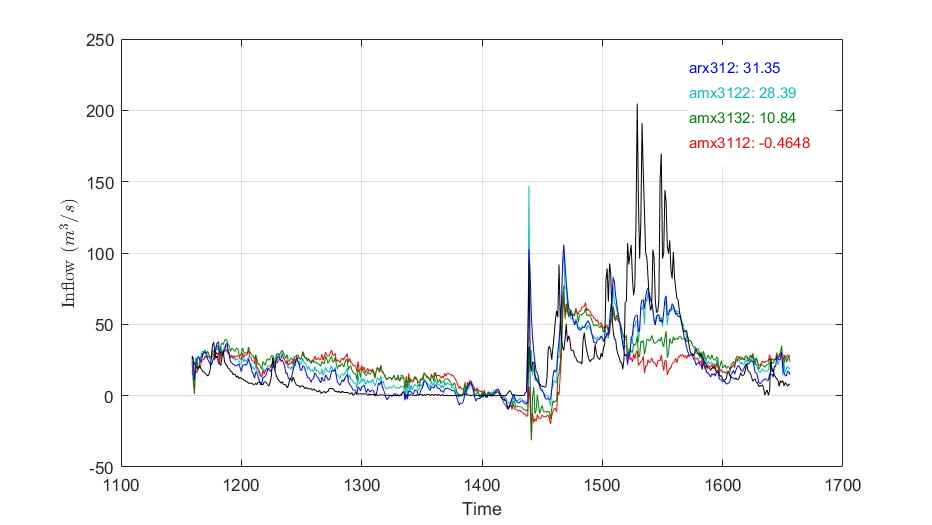 250
200
150
100
50
0
-50
Inflow (m³/s)
arx312: 31.35
amx3122: 28.39
amx3132: 10.84
amx3112: -0.4648
1100 1200 1300 1400 1500 1600 1700
Time